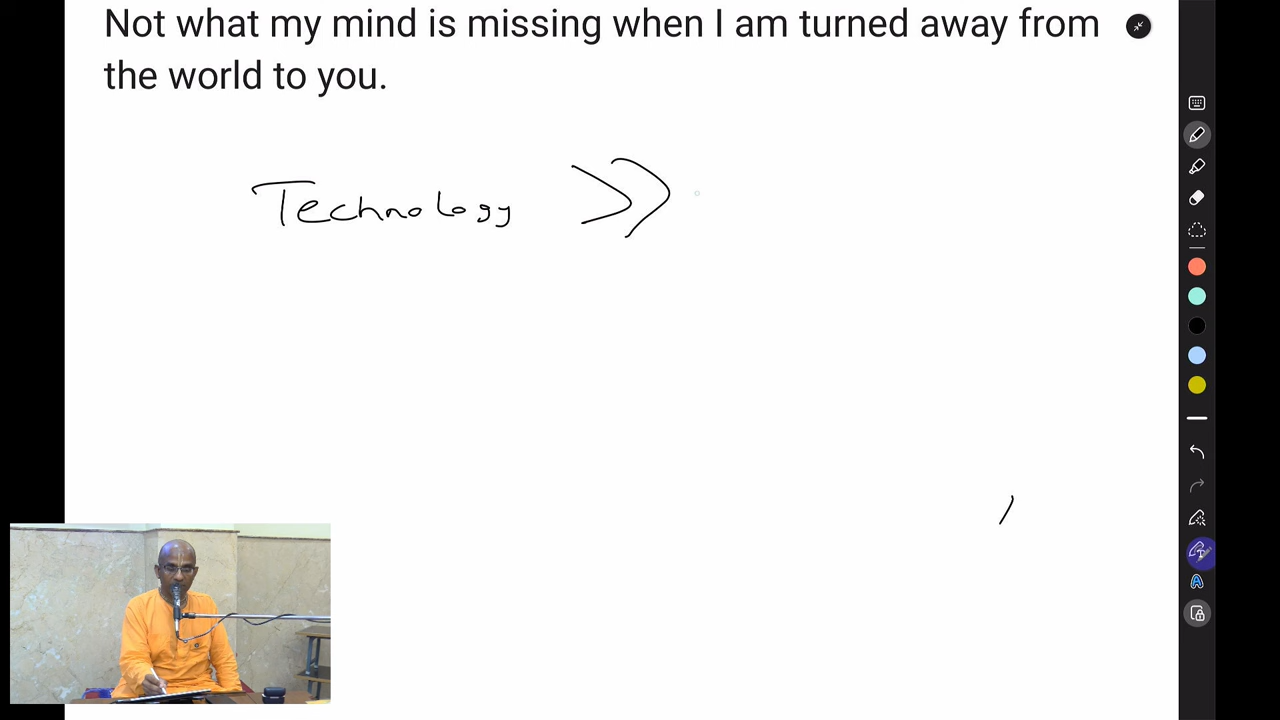 Not what my mind is missing when I am turned away from
the world to you.
Technology >>